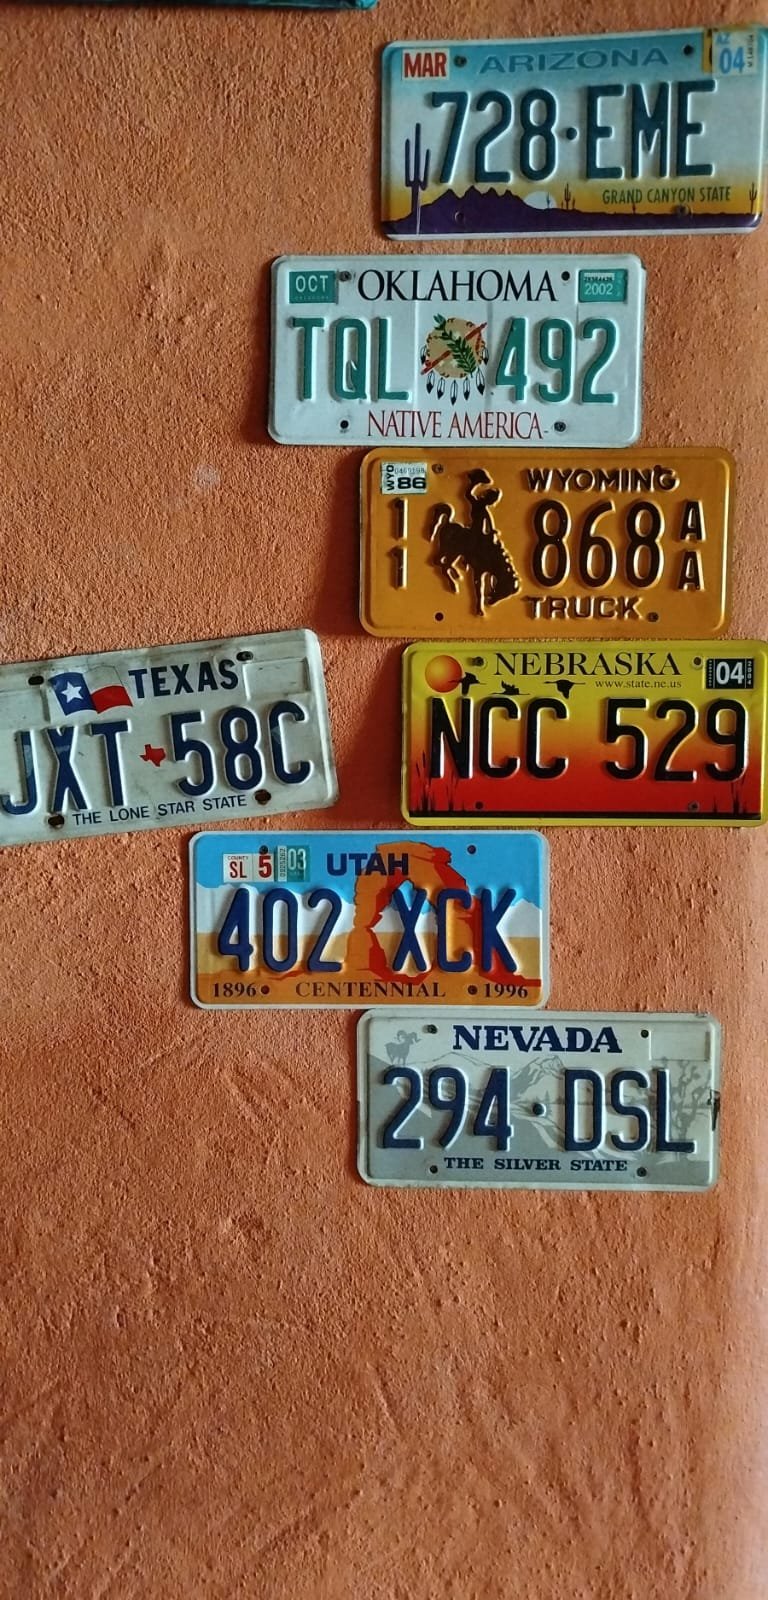 MAR ARIZONA AZ 04
728·EME
GRAND CANYON STATE
OCT OKLAHOMA 2002
TQL 492
NATIVE AMERICA
WYO 86 WYOMING
11 868 AA
TRUCK
TEXAS
JXT 58C
THE LONE STAR STATE
NEBRASKA 04
www.state.ne.us
NCC 529
COUNTY SL 5 03 UTAH
402 XCK
1896 CENTENNIAL 1996
NEVADA
294·DSL
THE SILVER STATE